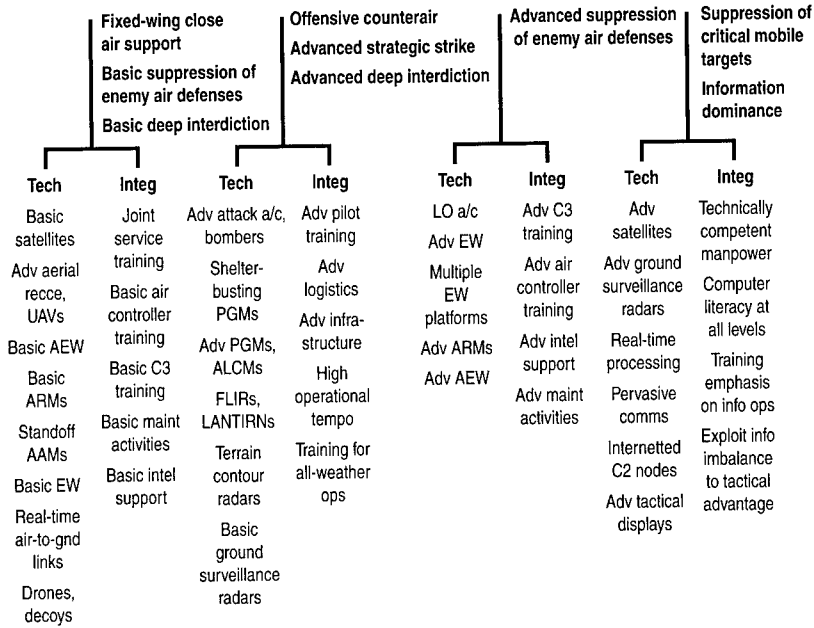 Fixed-wing close
air support
Basic suppression of
enemy air defenses
Basic deep interdiction
Tech
Basic
satellites
Adv aerial
recce,
UAVs
Basic AEW
Basic
ARMs
Standoff
AAMs
Basic EW
Real-time
air-to-gnd
links
Drones,
decoys
Integ
Joint
service
training
Basic air
controller
training
Basic C3
training
Basic maint
activities
Basic intel
support
Offensive counterair
Advanced strategic strike
Advanced deep interdiction
Tech
Adv attack a/c,
bombers
Shelter-
busting
PGMs
Adv PGMs,
ALCMs
FLIRs,
LANTIRNs
Terrain
contour
radars
Basic
ground
surveillance
radars
Integ
Adv pilot
training
Adv
logistics
Adv infra-
structure
High
operational
tempo
Training for
all-weather
ops
Advanced suppression
of enemy air defenses
Tech
LO a/c
Adv EW
Multiple
EW
platforms
Adv ARMs
Adv AEW
Integ
Adv C3
training
Adv air
controller
training
Adv intel
support
Adv maint
activities
Suppression of
critical mobile
targets
Information
dominance
Tech
Adv
satellites
Adv ground
surveillance
radars
Real-time
processing
Pervasive
comms
Internetted
C2 nodes
Adv tactical
displays
Integ
Technically
competent
manpower
Computer
literacy at
all levels
Training
emphasis
on info ops
Exploit info
imbalance
to tactical
advantage